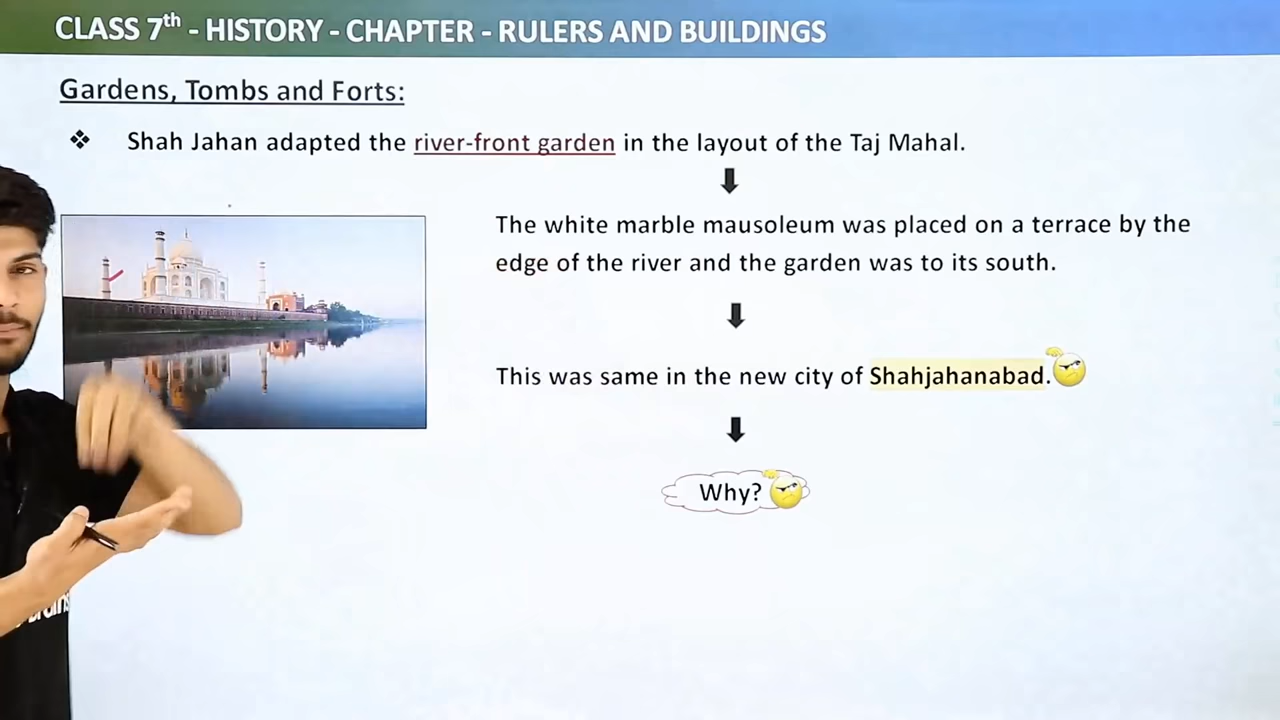 CLASS 7th - HISTORY - CHAPTER - RULERS AND BUILDINGS
Gardens, Tombs and Forts:
❖ Shah Jahan adapted the river-front garden in the layout of the Taj Mahal.
The white marble mausoleum was placed on a terrace by the
edge of the river and the garden was to its south.
This was same in the new city of Shahjahanabad.
Why?